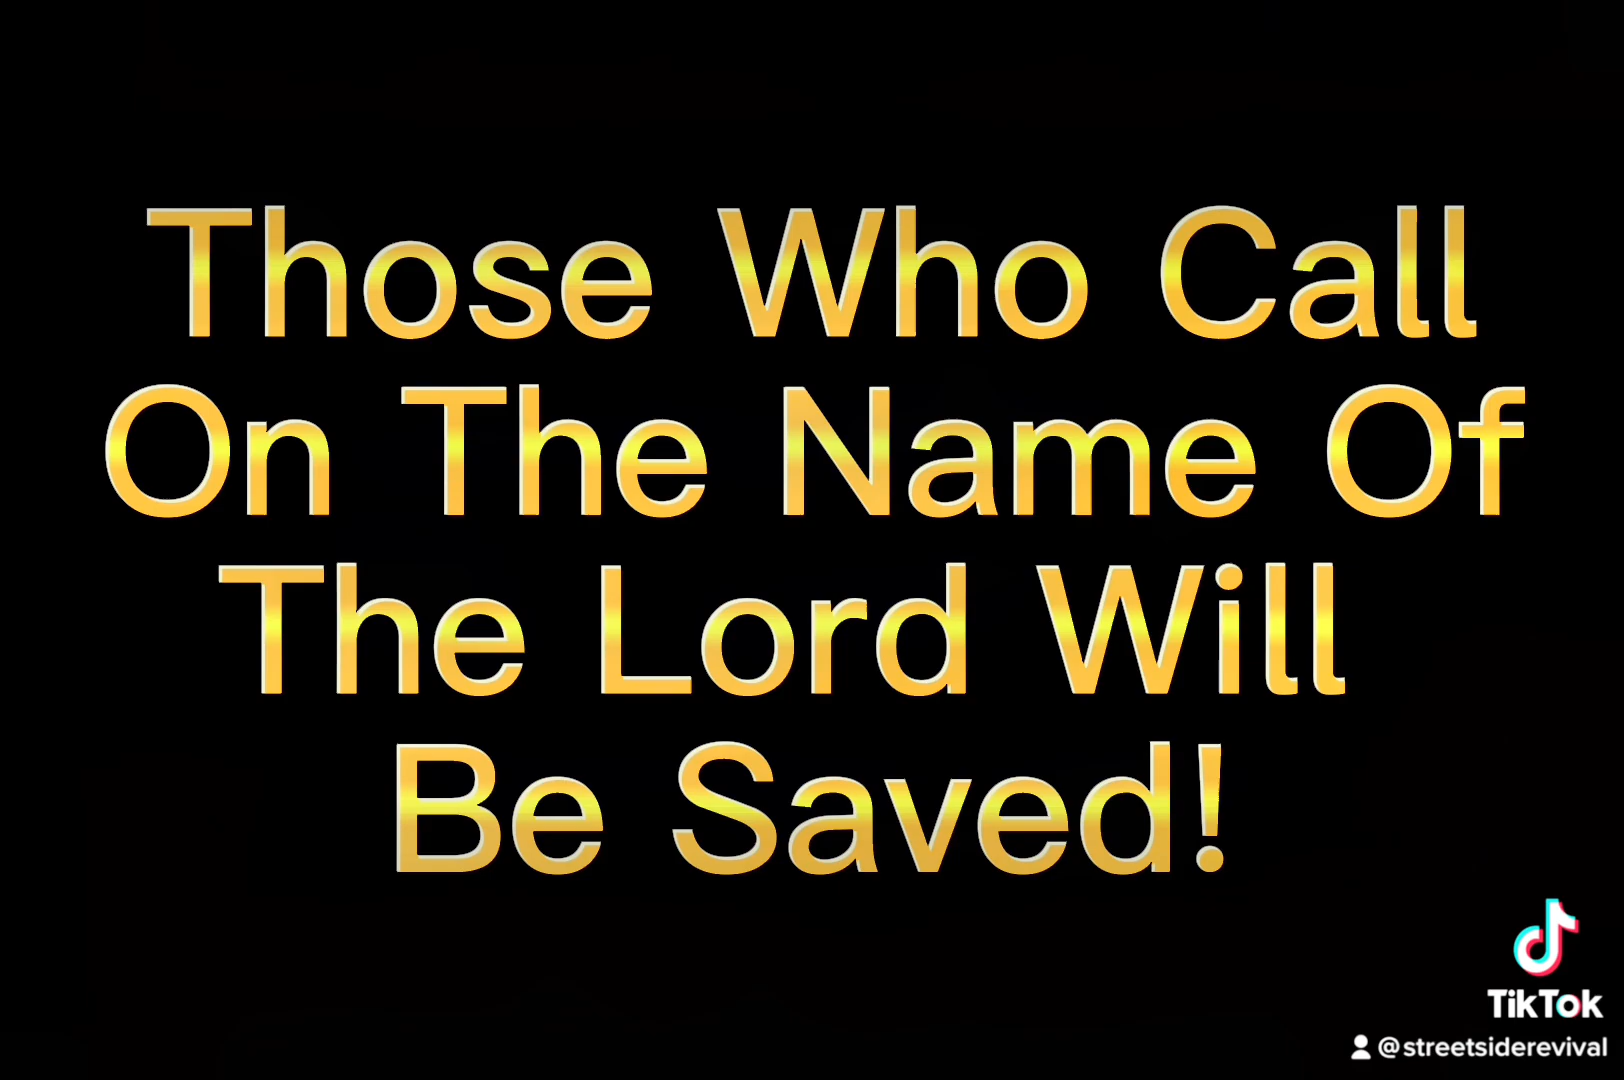 Those Who Call
On The Name Of
The Lord Will
Be Saved!
TikTok
@streetsiderevival